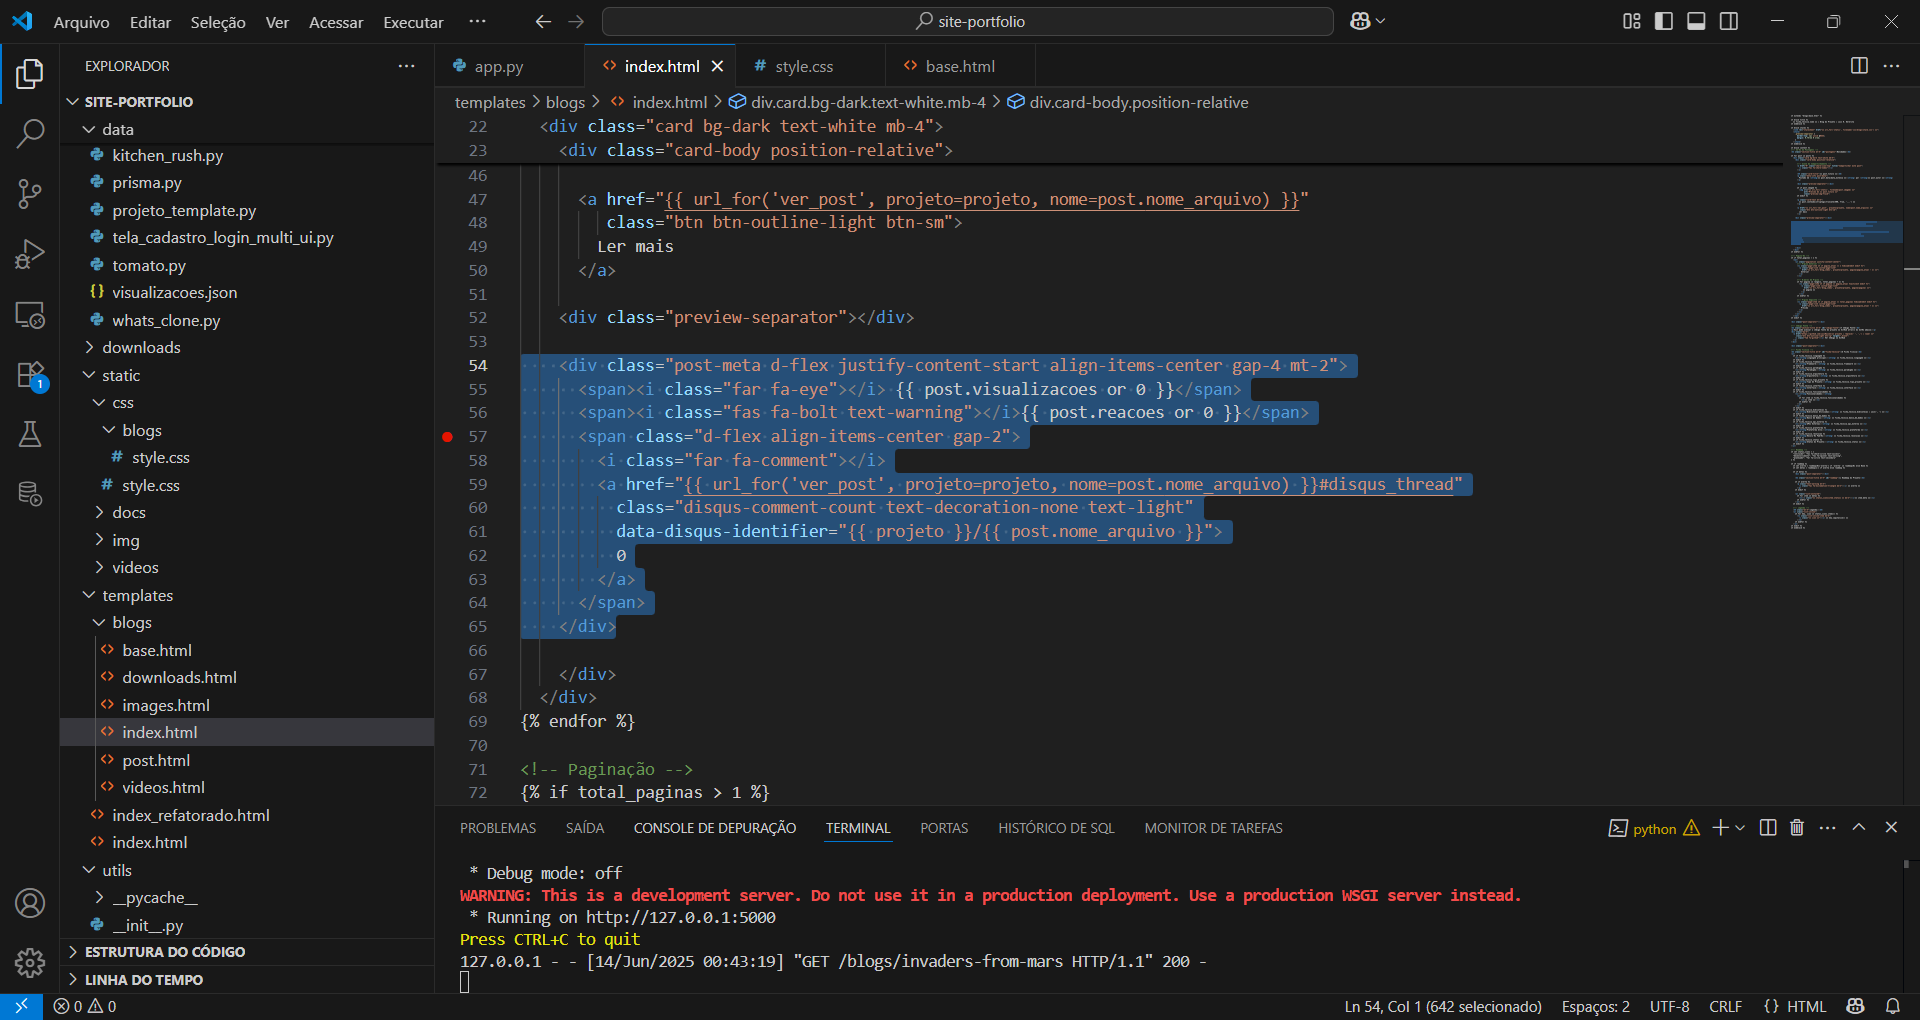 Arquivo Editar Seleção Ver Acessar Executar ··· site-portfolio
EXPLORADOR ···
SITE-PORTFOLIO
data
kitchen_rush.py
prisma.py
projeto_template.py
tela_cadastro_login_multi_ui.py
tomato.py
visualizacoes.json
whats_clone.py
downloads
static
css
blogs
style.css
style.css
docs
img
videos
templates
blogs
base.html
downloads.html
images.html
index.html
post.html
videos.html
index_refatorado.html
index.html
utils
__pycache__
__init__.py
ESTRUTURA DO CÓDIGO
LINHA DO TEMPO
1
app.py index.html style.css base.html
templates > blogs > index.html > div.card.bg-dark.text-white.mb-4 > div.card-body.position-relative
22 <div class="card bg-dark text-white mb-4">
23 <div class="card-body position-relative">
46
47 <a href="{{ url_for('ver_post', projeto=projeto, nome=post.nome_arquivo) }}"
48 class="btn btn-outline-light btn-sm">
49 Ler mais
50 </a>
51
52 <div class="preview-separator"></div>
53
54 <div class="post-meta d-flex justify-content-start align-items-center gap-4 mt-2">
55 <span><i class="far fa-eye"></i> {{ post.visualizacoes or 0 }}</span>
56 <span><i class="fas fa-bolt text-warning"></i>{{ post.reacoes or 0 }}</span>
57 <span class="d-flex align-items-center gap-2">
58 <i class="far fa-comment"></i>
59 <a href="{{ url_for('ver_post', projeto=projeto, nome=post.nome_arquivo) }}#disqus_thread"
60 class="disqus-comment-count text-decoration-none text-light"
61 data-disqus-identifier="{{ projeto }}/{{ post.nome_arquivo }}">
62 0
63 </a>
64 </span>
65 </div>
66
67 </div>
68 </div>
69 {% endfor %}
70
71 <!-- Paginação -->
72 {% if total_paginas > 1 %}
PROBLEMAS SAÍDA CONSOLE DE DEPURAÇÃO TERMINAL PORTAS HISTÓRICO DE SQL MONITOR DE TAREFAS python
* Debug mode: off
WARNING: This is a development server. Do not use it in a production deployment. Use a production WSGI server instead.
* Running on http://127.0.0.1:5000
Press CTRL+C to quit
127.0.0.1 - - [14/Jun/2025 00:43:19] "GET /blogs/invaders-from-mars HTTP/1.1" 200 -
0 0 Ln 54, Col 1 (642 selecionado) Espaços: 2 UTF-8 CRLF {} HTML